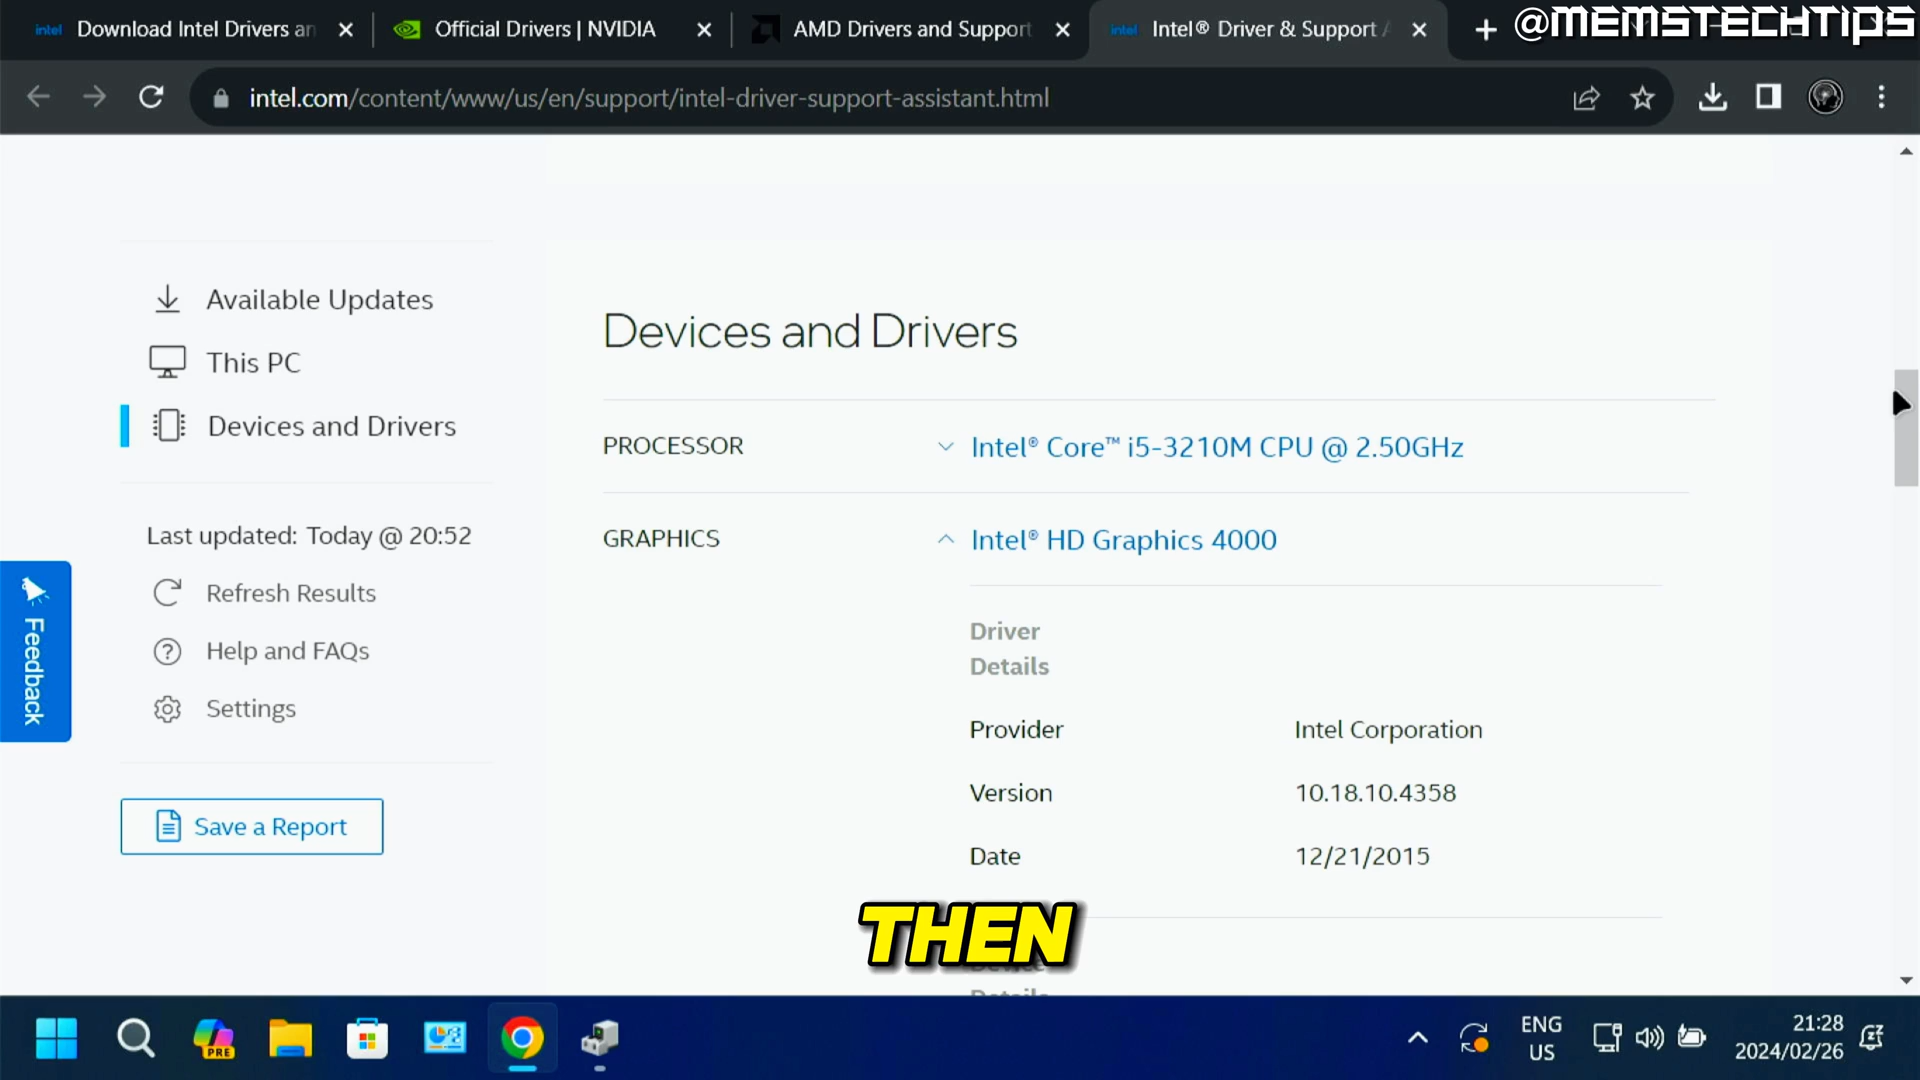 intel Download Intel Drivers an
Official Drivers | NVIDIA
AMD Drivers and Support
intel Intel® Driver & Support A
@MEMSTECHTIPS
intel.com/content/www/us/en/support/intel-driver-support-assistant.html
Available Updates
This PC
Devices and Drivers
Last updated: Today @ 20:52
Refresh Results
Help and FAQs
Settings
Save a Report
Feedback
Devices and Drivers
PROCESSOR
Intel® Core™ i5-3210M CPU @ 2.50GHz
GRAPHICS
Intel® HD Graphics 4000
Driver
Details
Provider
Intel Corporation
Version
10.18.10.4358
Date
12/21/2015
THEN
PRE
ENG
US
21:28
2024/02/26